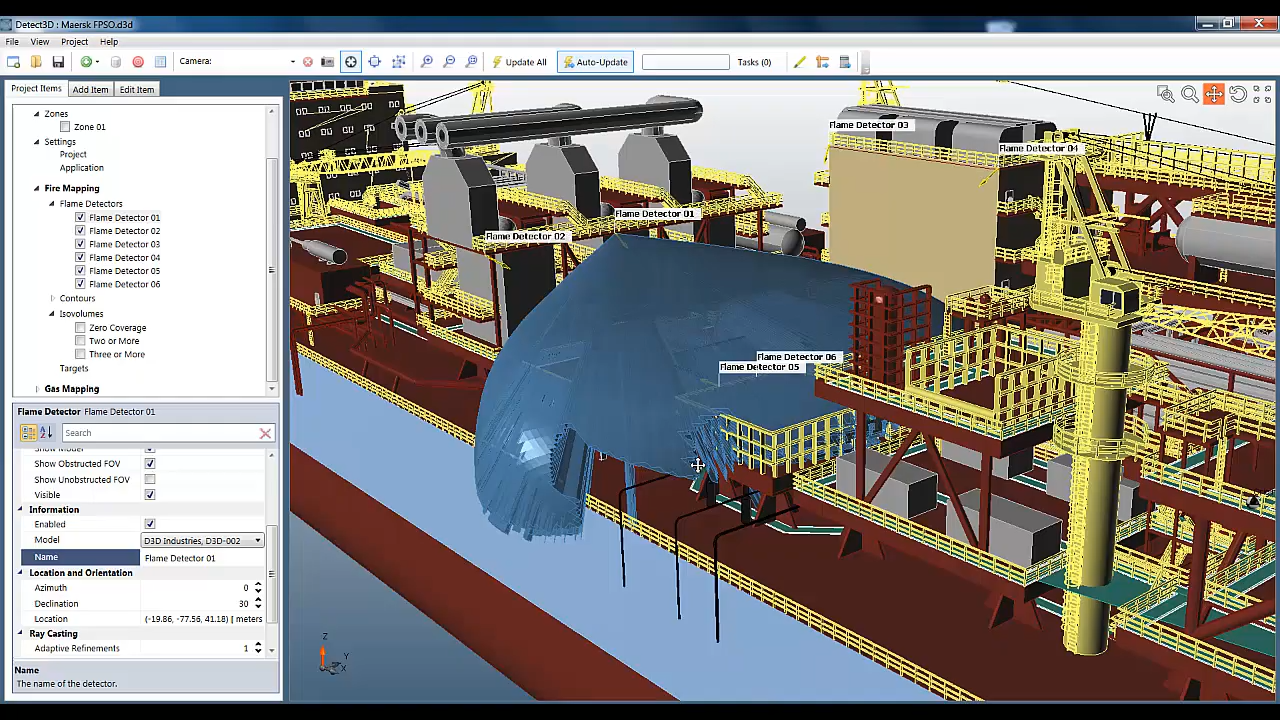 Detect3D : Maersk FPSO.d3d
File View Project Help
Camera: Update All Auto-Update Tasks (0)
Project Items Add Item Edit Item
Zones
Zone 01
Settings
Project
Application
Fire Mapping
Flame Detectors
Flame Detector 01
Flame Detector 02
Flame Detector 03
Flame Detector 04
Flame Detector 05
Flame Detector 06
Contours
Isovolumes
Zero Coverage
Two or More
Three or More
Targets
Gas Mapping
Flame Detector Flame Detector 01
Search
Show Model
Show Obstructed FOV
Show Unobstructed FOV
Visible
Information
Enabled
Model D3D Industries, D3D-002
Name Flame Detector 01
Location and Orientation
Azimuth 0
Declination 30
Location (-19.86, -77.56, 41.18) [ meters
Ray Casting
Adaptive Refinements 1
Name
The name of the detector.
Flame Detector 03
Flame Detector 04
Flame Detector 01
Flame Detector 02
Flame Detector 06
Flame Detector 05
Z
Y
X